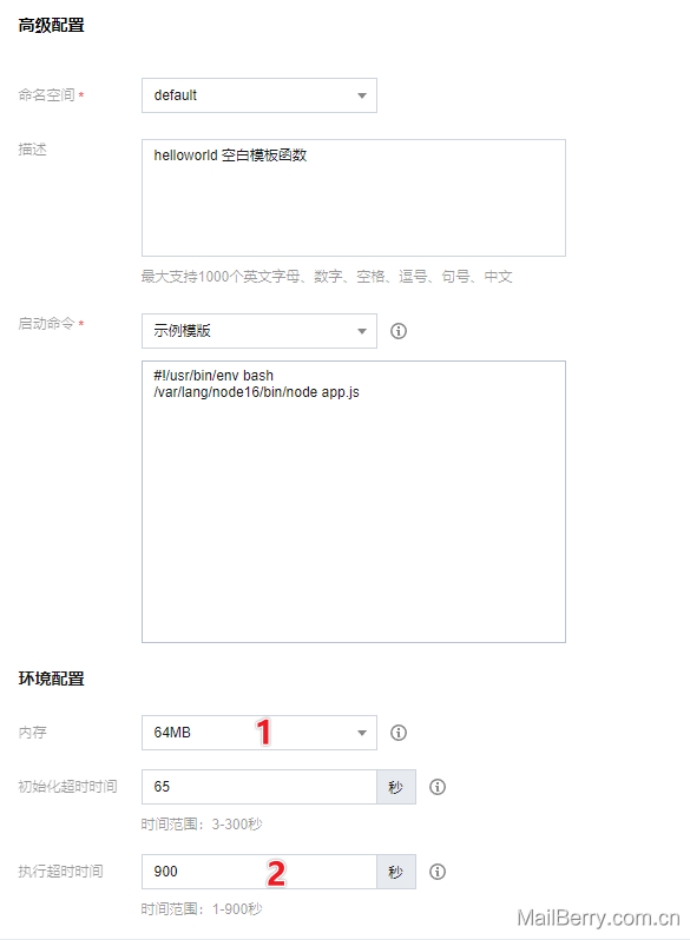 高级配置
命名空间 * default
描述 helloworld 空白模板函数
最大支持1000个英文字母、数字、空格、逗号、句号、中文
启动命令 * 示例模版
#!/usr/bin/env bash
/var/lang/node16/bin/node app.js
环境配置
内存 64MB 1
初始化超时时间 65 秒
时间范围：3-300秒
执行超时时间 900 2 秒
时间范围：1-900秒
MailBerry.com.cn